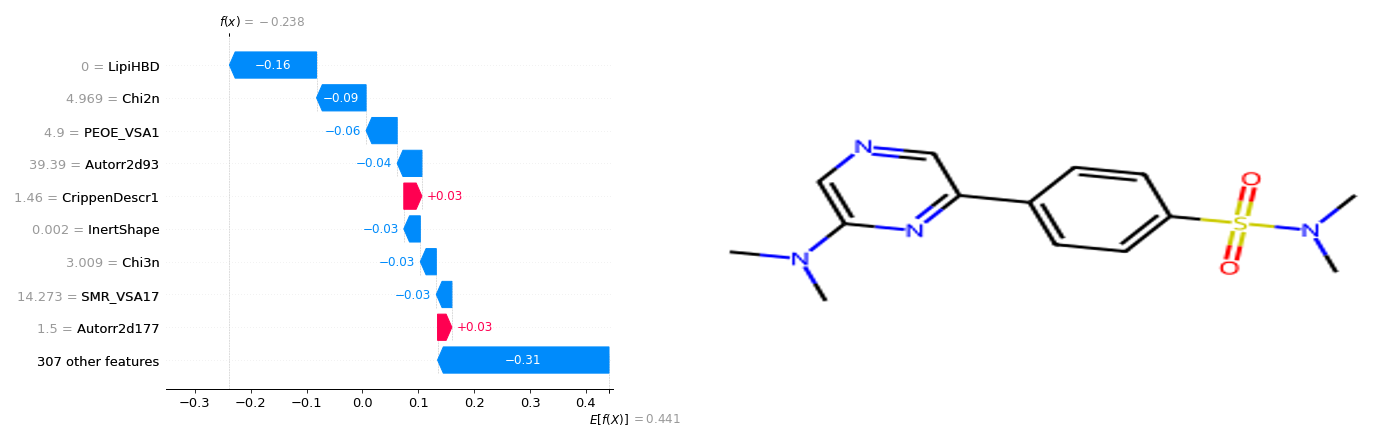 f(x) = −0.238
0 = LipiHBD
−0.16
4.969 = Chi2n
−0.09
4.9 = PEOE_VSA1
−0.06
39.39 = Autorr2d93
−0.04
1.46 = CrippenDescr1
+0.03
0.002 = InertShape
−0.03
3.009 = Chi3n
−0.03
14.273 = SMR_VSA17
−0.03
1.5 = Autorr2d177
+0.03
307 other features
−0.31
−0.3 −0.2 −0.1 0.0 0.1 0.2 0.3 0.4
E[f(X)] = 0.441
N
N
N
O
S
N
O